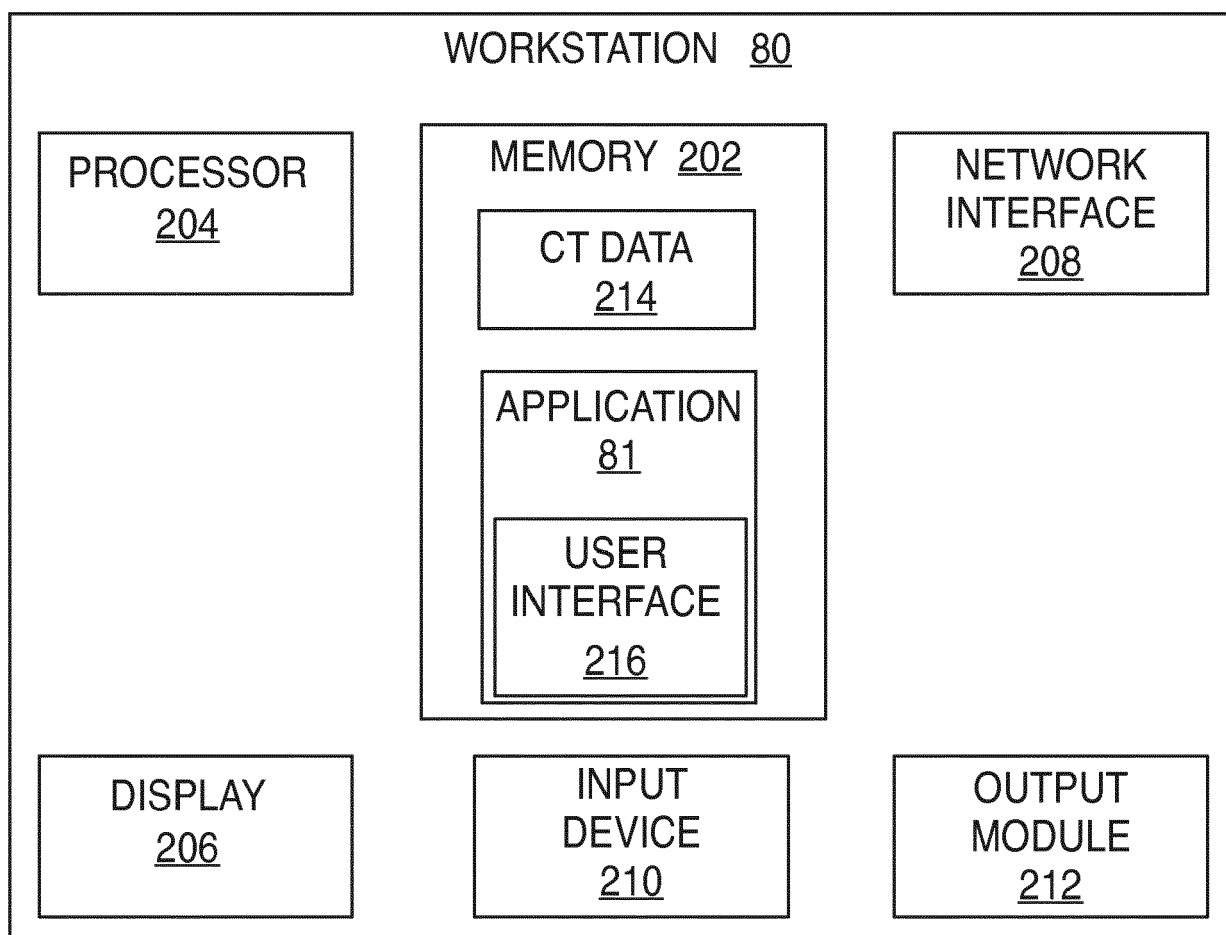 WORKSTATION 80
PROCESSOR
204
MEMORY 202
CT DATA
214
APPLICATION
81
USER
INTERFACE
216
NETWORK
INTERFACE
208
DISPLAY
206
INPUT
DEVICE
210
OUTPUT
MODULE
212